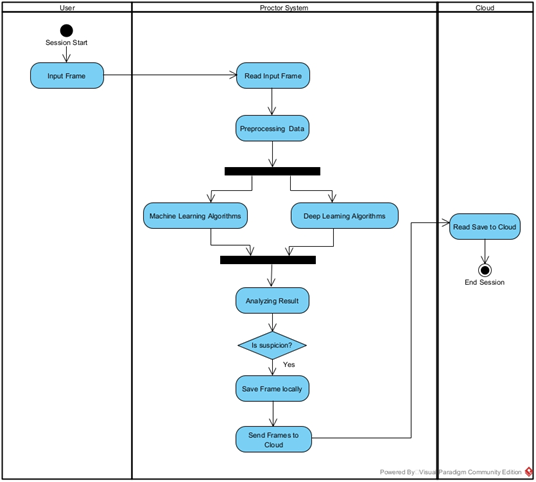 User
Proctor System
Cloud
Session Start
Input Frame
Read Input Frame
Preprocessing Data
Machine Learning Algorithms
Deep Learning Algorithms
Read Save to Cloud
End Session
Analyzing Result
Is suspicion?
Yes
Save Frame locally
Send Frames to
Cloud
Powered By: Visual Paradigm Community Edition